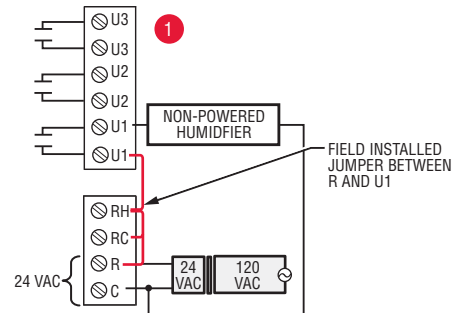 U3
1
U3
U2
U2
U1
NON-POWERED
HUMIDFIER
U1
FIELD INSTALLED
JUMPER BETWEEN
R AND U1
RH
RC
R
24 VAC
C
24
VAC
120
VAC